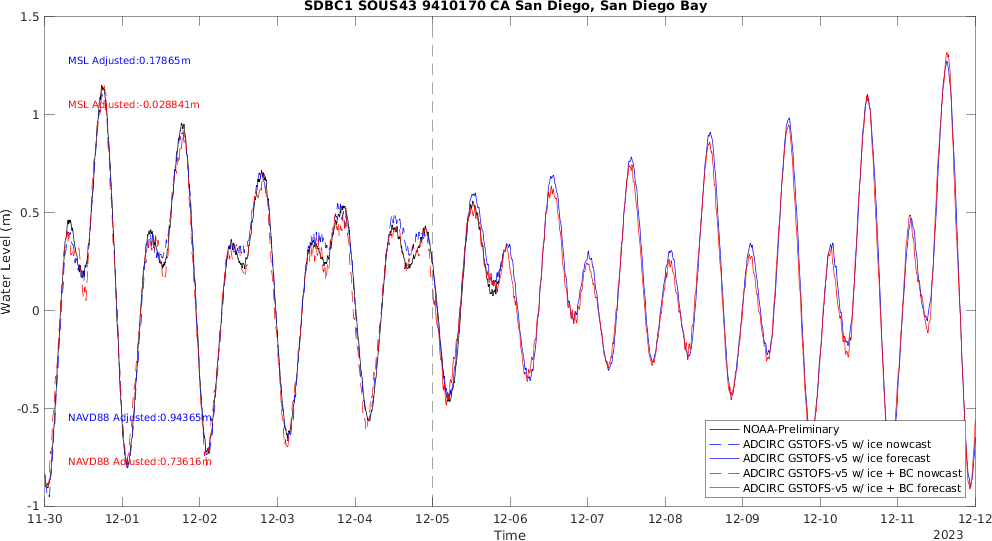 SDBC1 SOUS43 9410170 CA San Diego, San Diego Bay
1.5
MSL Adjusted:0.17865m
MSL Adjusted:-0.028841m
1
0.5
Water Level (m)
0
-0.5
NAVD88 Adjusted:0.94365m
NAVD88 Adjusted:0.73616m
-1
NOAA-Preliminary
ADCIRC GSTOFS-v5 w/ ice nowcast
ADCIRC GSTOFS-v5 w/ ice forecast
ADCIRC GSTOFS-v5 w/ ice + BC nowcast
ADCIRC GSTOFS-v5 w/ ice + BC forecast
11-30 12-01 12-02 12-03 12-04 12-05 12-06 12-07 12-08 12-09 12-10 12-11 12-12
Time
2023